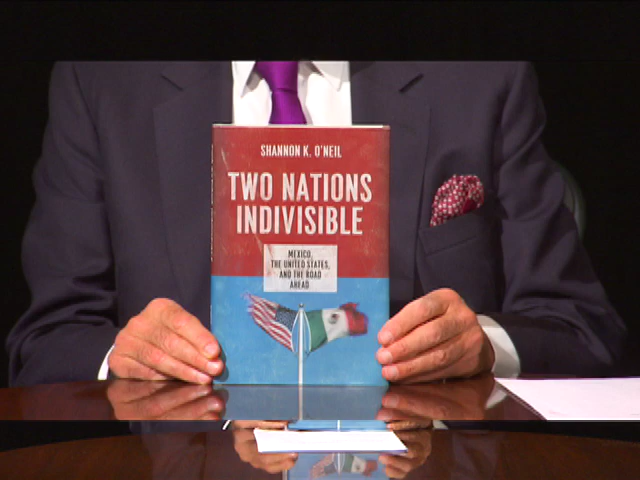 SHANNON K. O'NEIL
TWO NATIONS
INDIVISIBLE
MEXICO,
THE UNITED STATES,
AND THE ROAD
AHEAD